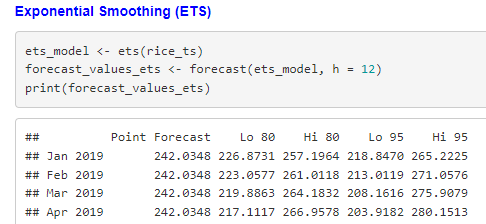 Exponential Smoothing (ETS)
ets_model <- ets(rice_ts)
forecast_values_ets <- forecast(ets_model, h = 12)
print(forecast_values_ets)
##          Point Forecast    Lo 80    Hi 80    Lo 95    Hi 95
## Jan 2019       242.0348 226.8731 257.1964 218.8470 265.2225
## Feb 2019       242.0348 223.0577 261.0118 213.0119 271.0576
## Mar 2019       242.0348 219.8863 264.1832 208.1616 275.9079
## Apr 2019       242.0348 217.1117 266.9578 203.9182 280.1513